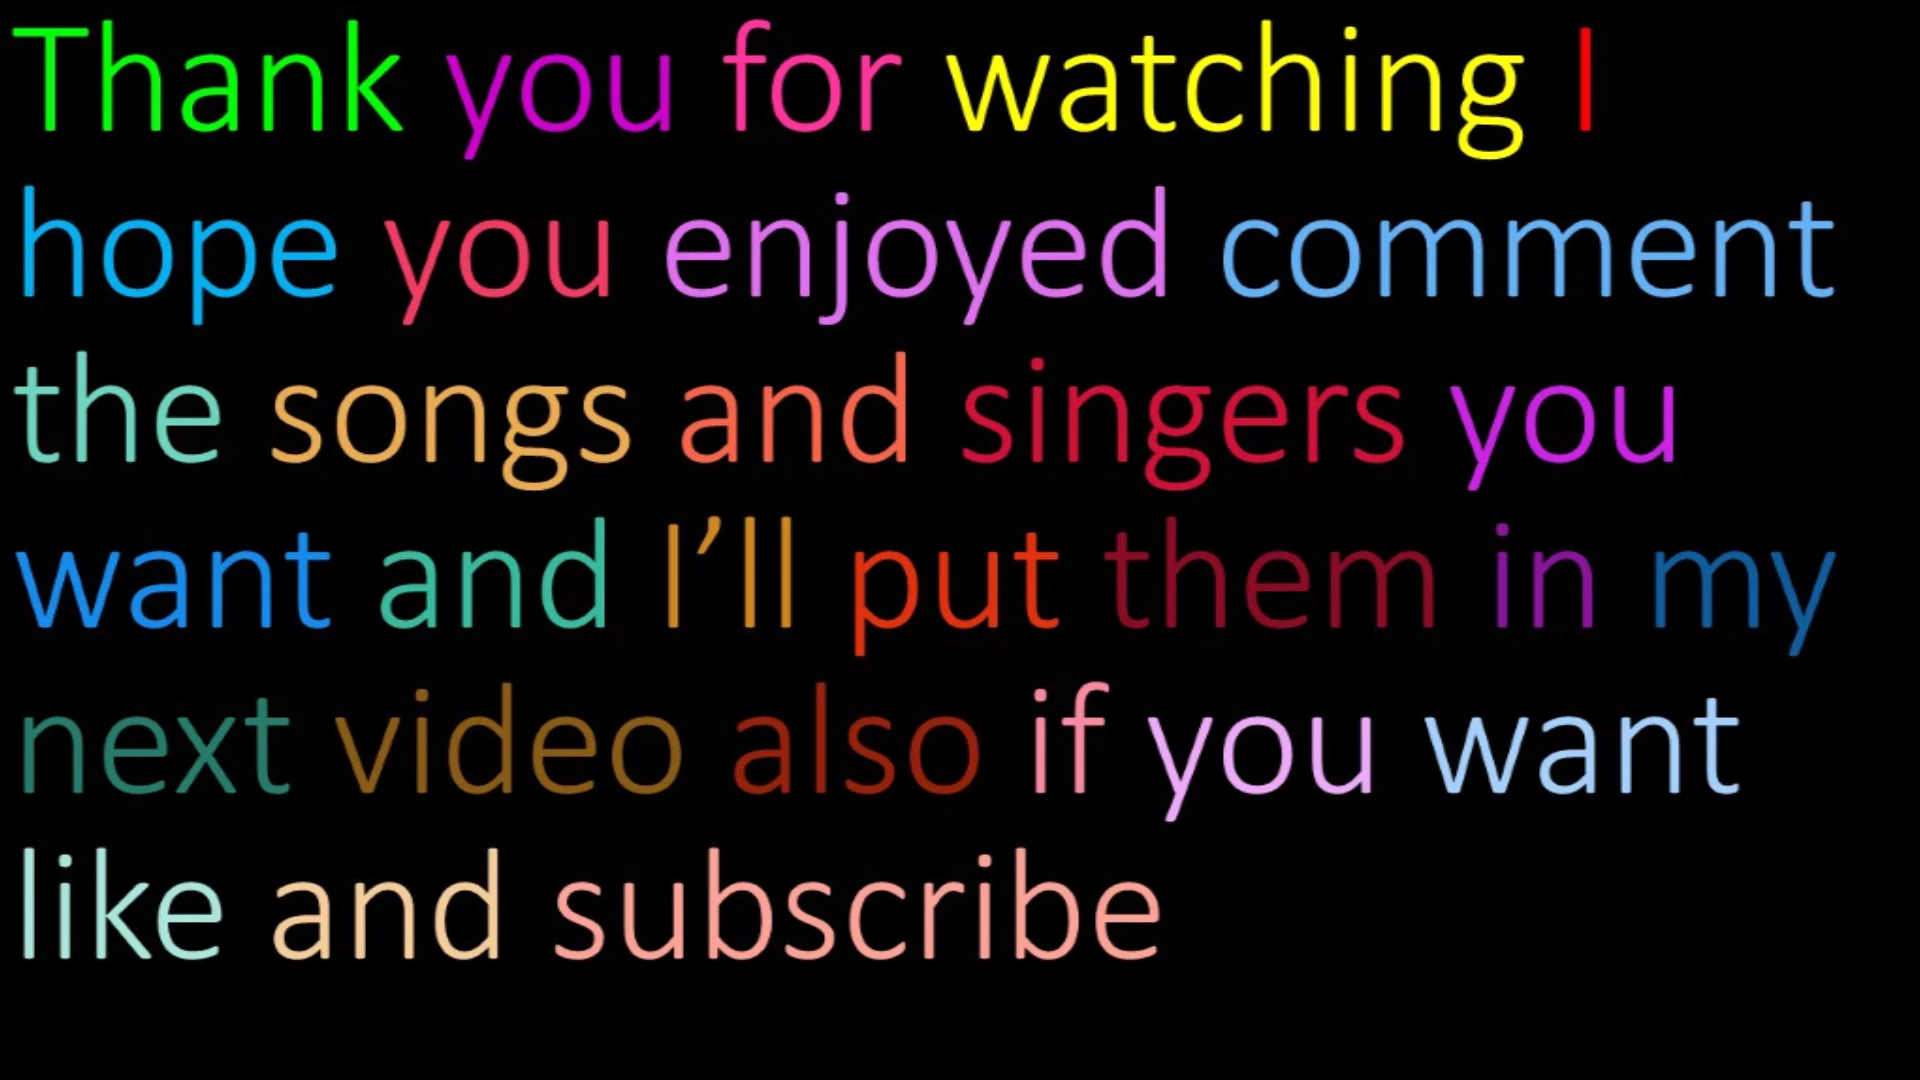 Thank you for watching I
hope you enjoyed comment
the songs and singers you
want and I’ll put them in my
next video also if you want
like and subscribe